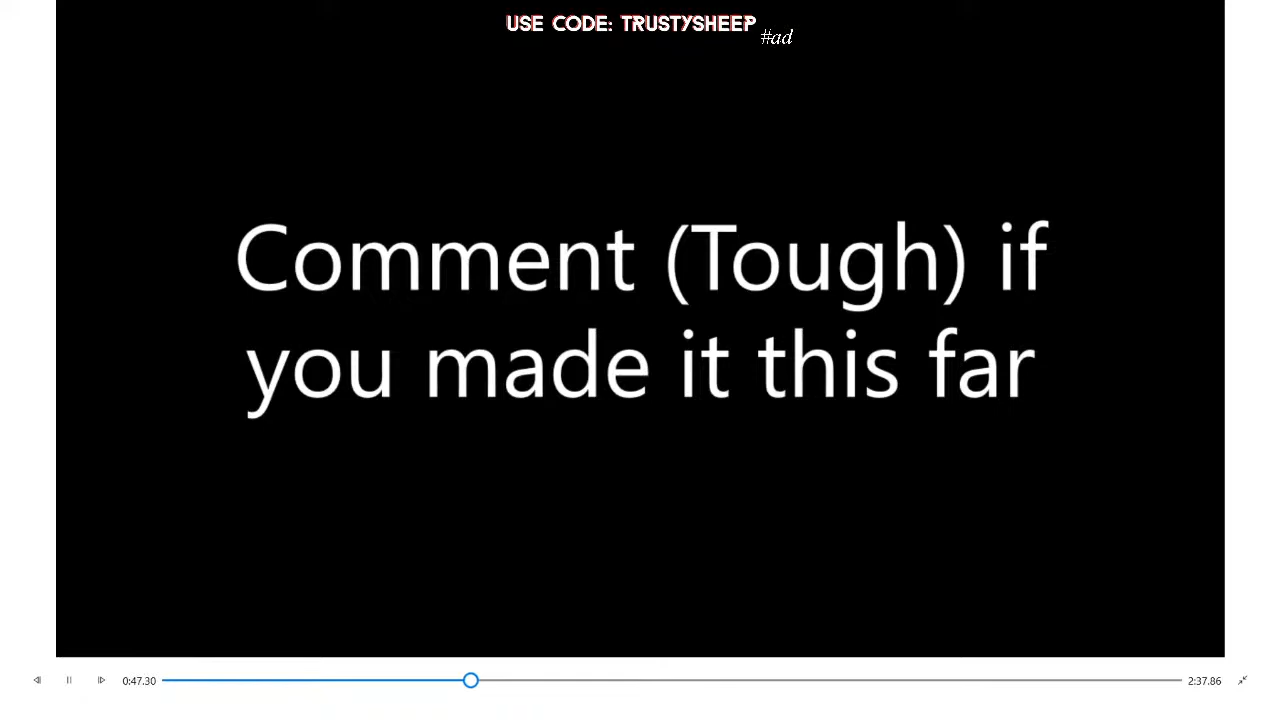 USE CODE: TRUSTYSHEEP
#ad
Comment (Tough) if
you made it this far
0:47.30
2:37.86